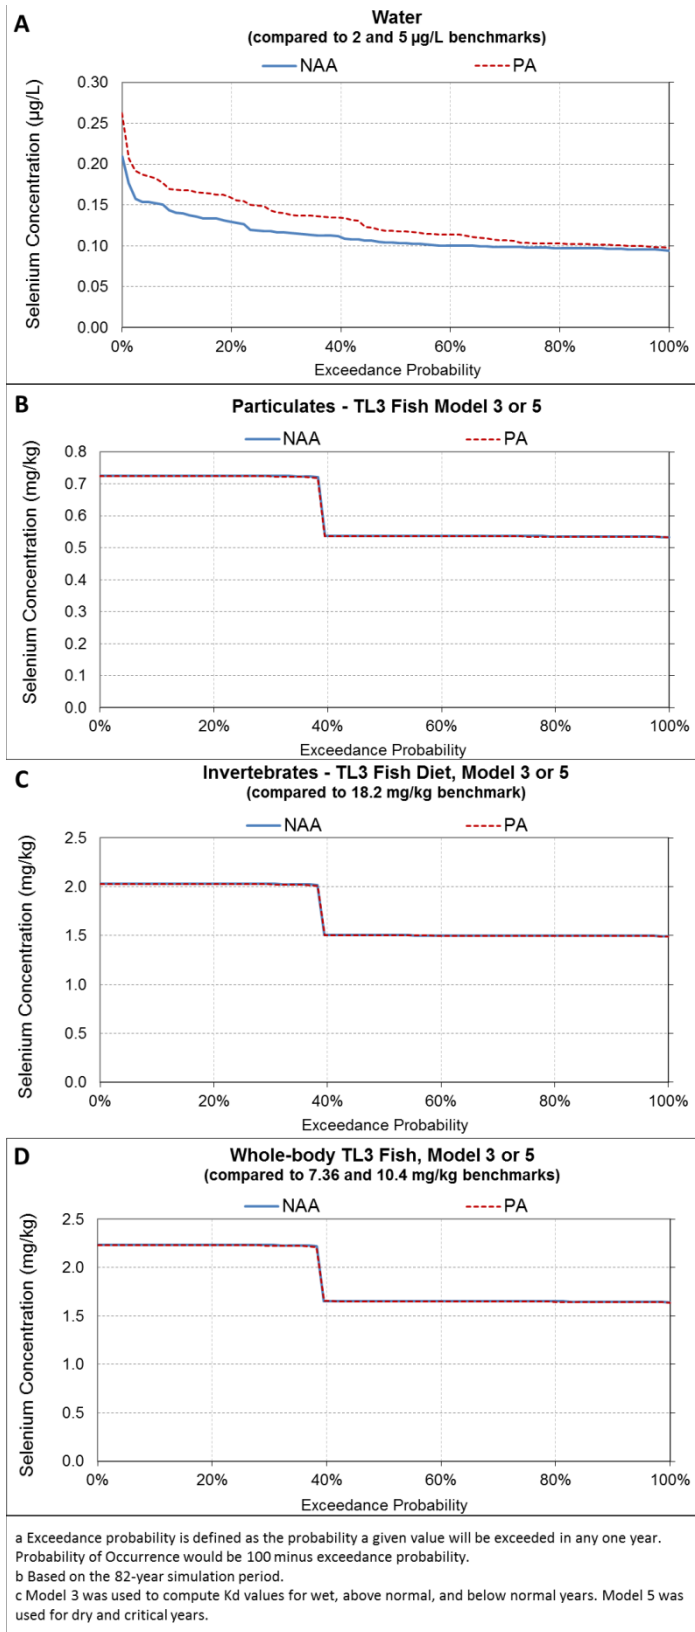 A
Water
(compared to 2 and 5 µg/L benchmarks)
NAA
PA
Selenium Concentration (µg/L)
0.30
0.25
0.20
0.15
0.10
0.05
0.00
0%
20%
40%
60%
80%
100%
Exceedance Probability
B
Particulates - TL3 Fish Model 3 or 5
NAA
PA
Selenium Concentration (mg/kg)
0.8
0.7
0.6
0.5
0.4
0.3
0.2
0.1
0.0
0%
20%
40%
60%
80%
100%
Exceedance Probability
C
Invertebrates - TL3 Fish Diet, Model 3 or 5
(compared to 18.2 mg/kg benchmark)
NAA
PA
Selenium Concentration (mg/kg)
2.5
2.0
1.5
1.0
0.5
0.0
0%
20%
40%
60%
80%
100%
Exceedance Probability
D
Whole-body TL3 Fish, Model 3 or 5
(compared to 7.36 and 10.4 mg/kg benchmarks)
NAA
PA
Selenium Concentration (mg/kg)
2.5
2.0
1.5
1.0
0.5
0.0
0%
20%
40%
60%
80%
100%
Exceedance Probability
a Exceedance probability is defined as the probability a given value will be exceeded in any one year.
Probability of Occurrence would be 100 minus exceedance probability.
b Based on the 82-year simulation period.
c Model 3 was used to compute Kd values for wet, above normal, and below normal years. Model 5 was
used for dry and critical years.